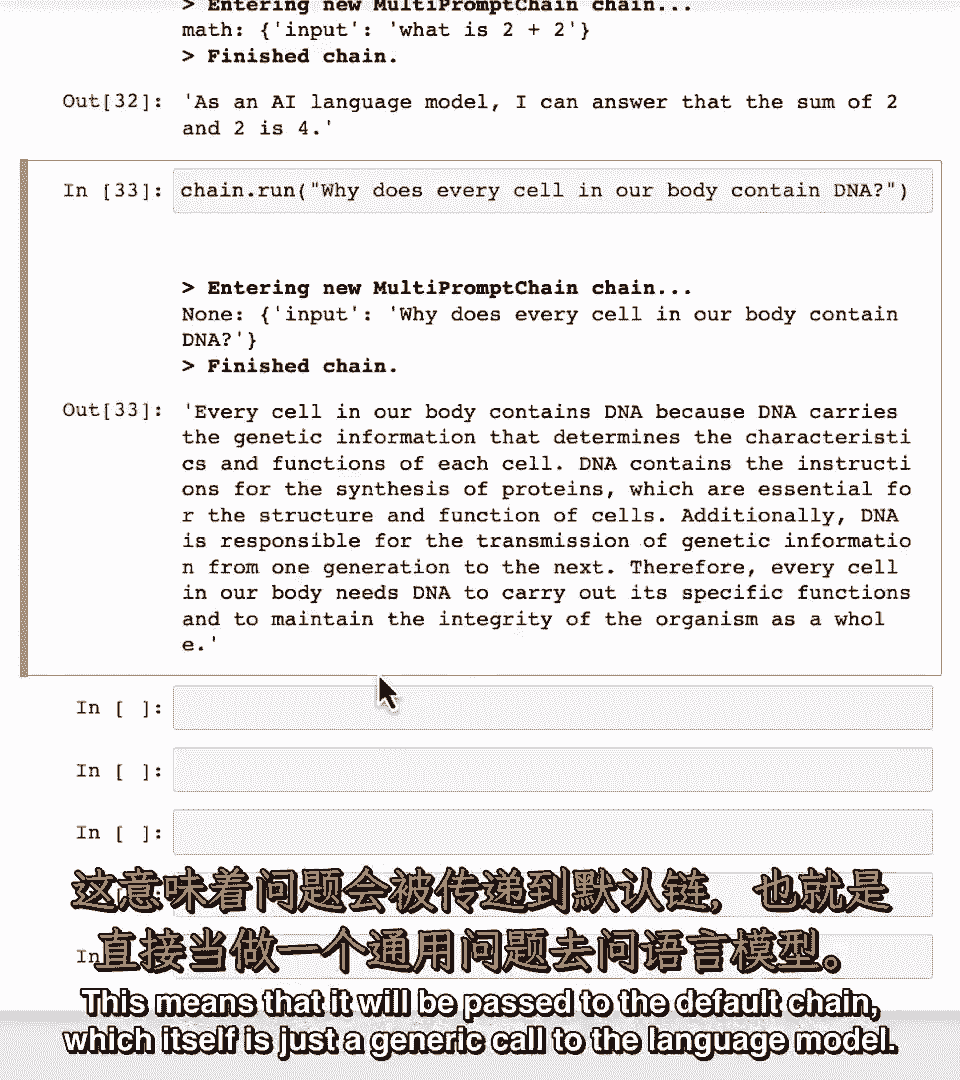 > Entering new MultiPromptChain chain...
math: {'input': 'what is 2 + 2'}
> Finished chain.
Out[32]: 'As an AI language model, I can answer that the sum of 2
and 2 is 4.'
In [33]: chain.run("Why does every cell in our body contain DNA?")
> Entering new MultiPromptChain chain...
None: {'input': 'Why does every cell in our body contain
DNA?'}
> Finished chain.
Out[33]: 'Every cell in our body contains DNA because DNA carries
the genetic information that determines the characteristi
cs and functions of each cell. DNA contains the instructi
ons for the synthesis of proteins, which are essential fo
r the structure and function of cells. Additionally, DNA
is responsible for the transmission of genetic informatio
n from one generation to the next. Therefore, every cell
in our body needs DNA to carry out its specific functions
and to maintain the integrity of the organism as a whol
e.'
In [ ]:
In [ ]:
In [ ]:
这意味着问题会被传递到默认链，也就是
In
直接当做一个通用问题去问语言模型。
This means that it will be passed to the default chain,
which itself is just a generic call to the language model.